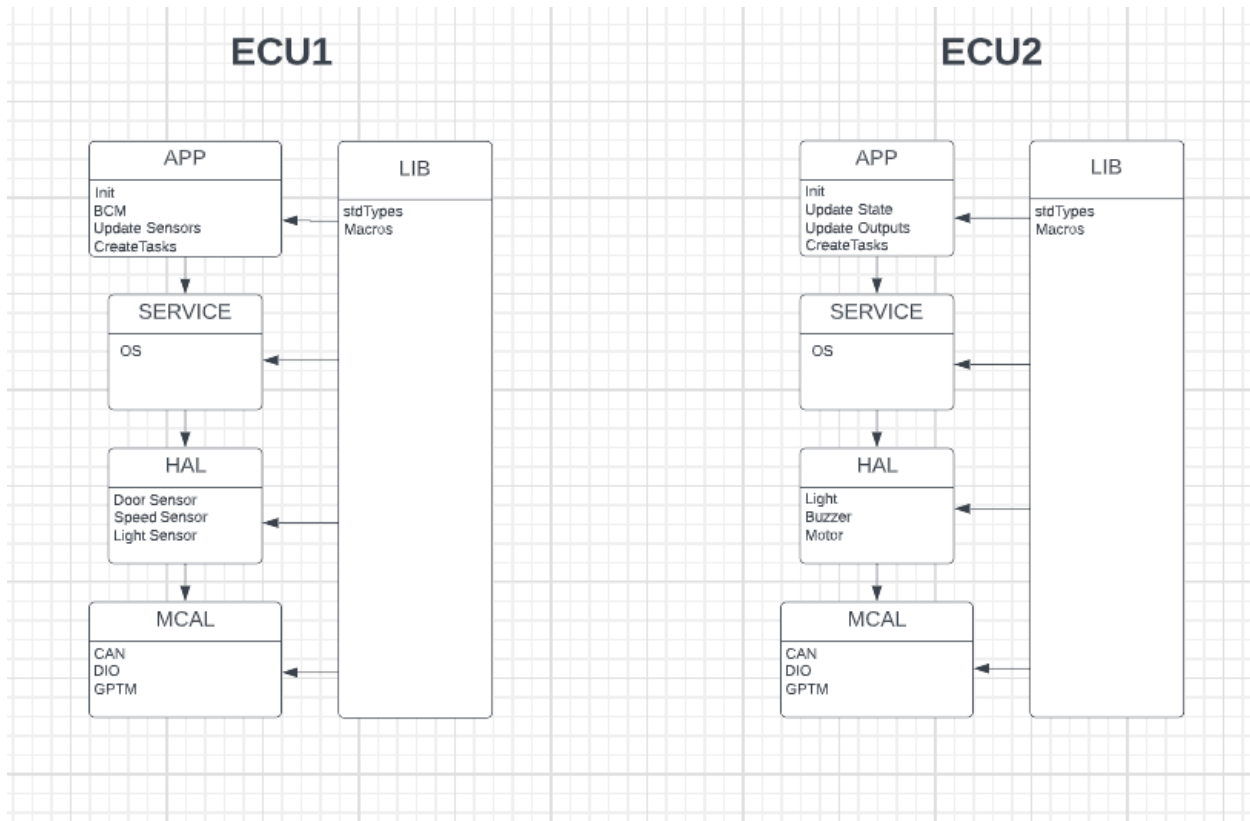 ECU1
APP
Init
BCM
Update Sensors
CreateTasks
LIB
stdTypes
Macros
SERVICE
OS
HAL
Door Sensor
Speed Sensor
Light Sensor
MCAL
CAN
DIO
GPTM
ECU2
APP
Init
Update State
Update Outputs
CreateTasks
LIB
stdTypes
Macros
SERVICE
OS
HAL
Light
Buzzer
Motor
MCAL
CAN
DIO
GPTM